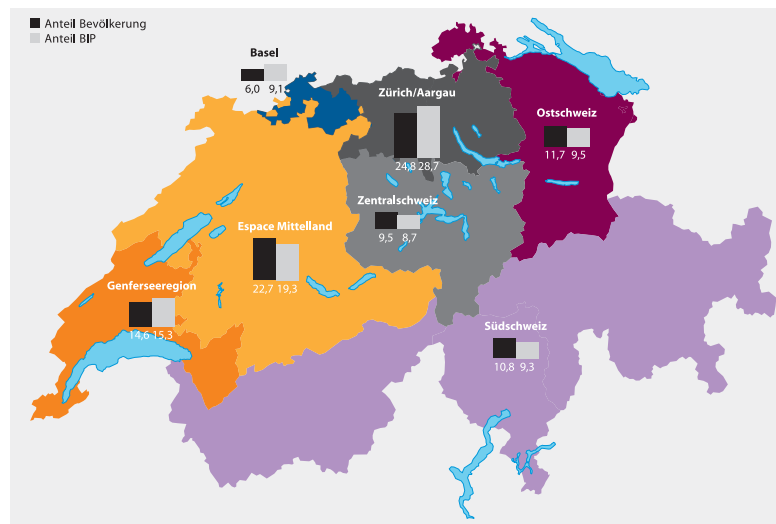 Anteil Bevölkerung
Anteil BIP
Basel
6,0 9,1
Zürich/Aargau
24,8 28,7
Ostschweiz
11,7 9,5
Zentralschweiz
9,5 8,7
Espace Mittelland
22,7 19,3
Genferseeregion
14,6 15,3
Südschweiz
10,8 9,3